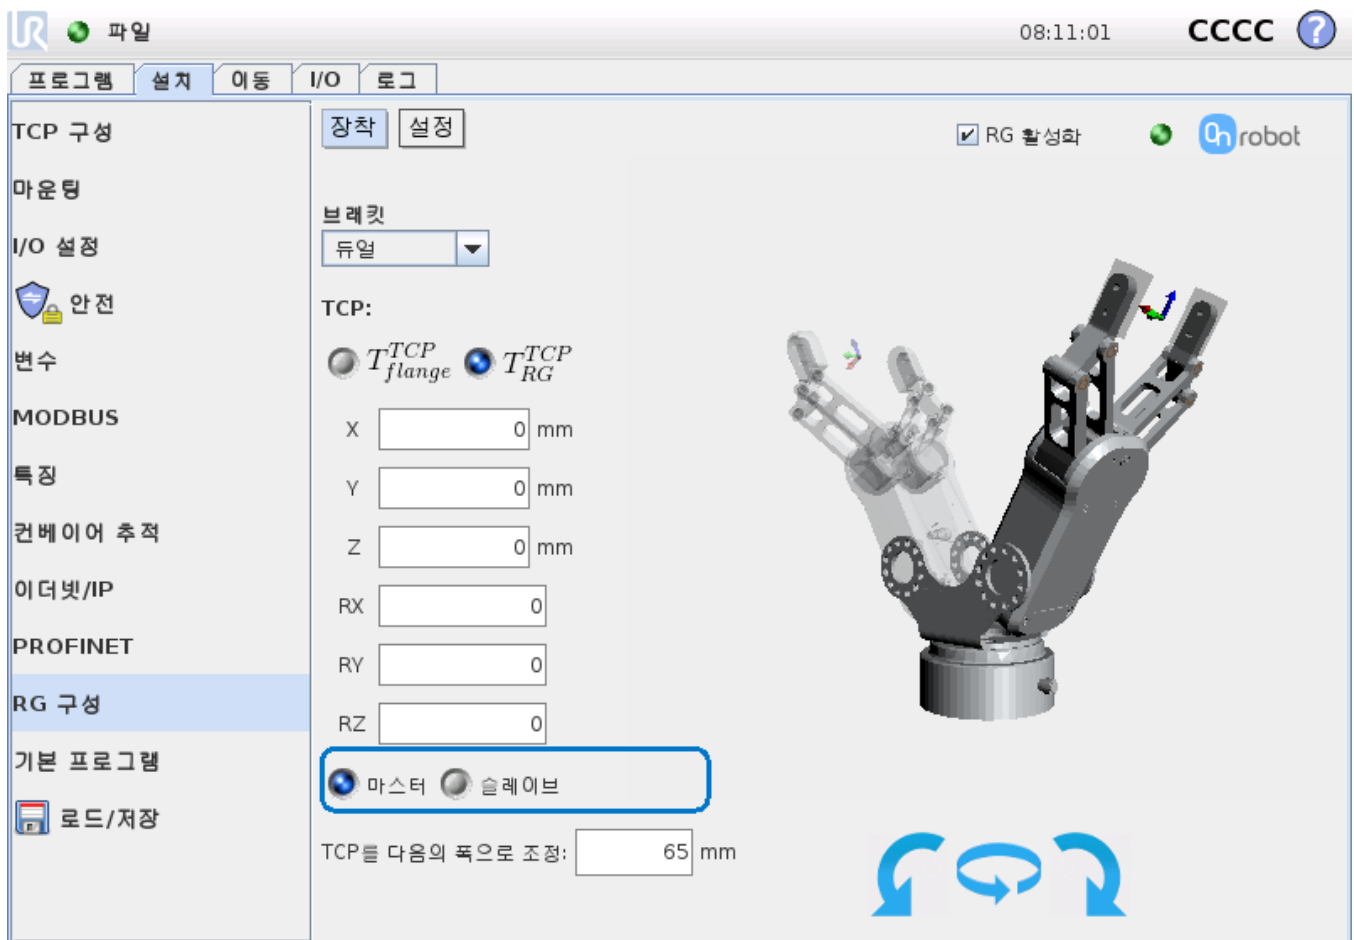 UR 파일 08:11:01 CCCC ?
프로그램 설치 이동 I/O 로그
TCP 구성
마운팅
I/O 설정
안전
변수
MODBUS
특징
컨베이어 추적
이더넷/IP
PROFINET
RG 구성
기본 프로그램
로드/저장
장착 설정
RG 활성화
On robot
브래킷
듀얼
TCP:
T_{flange}^{TCP} T_{RG}^{TCP}
X 0 mm
Y 0 mm
Z 0 mm
RX 0
RY 0
RZ 0
마스터 슬레이브
TCP를 다음의 폭으로 조정: 65 mm